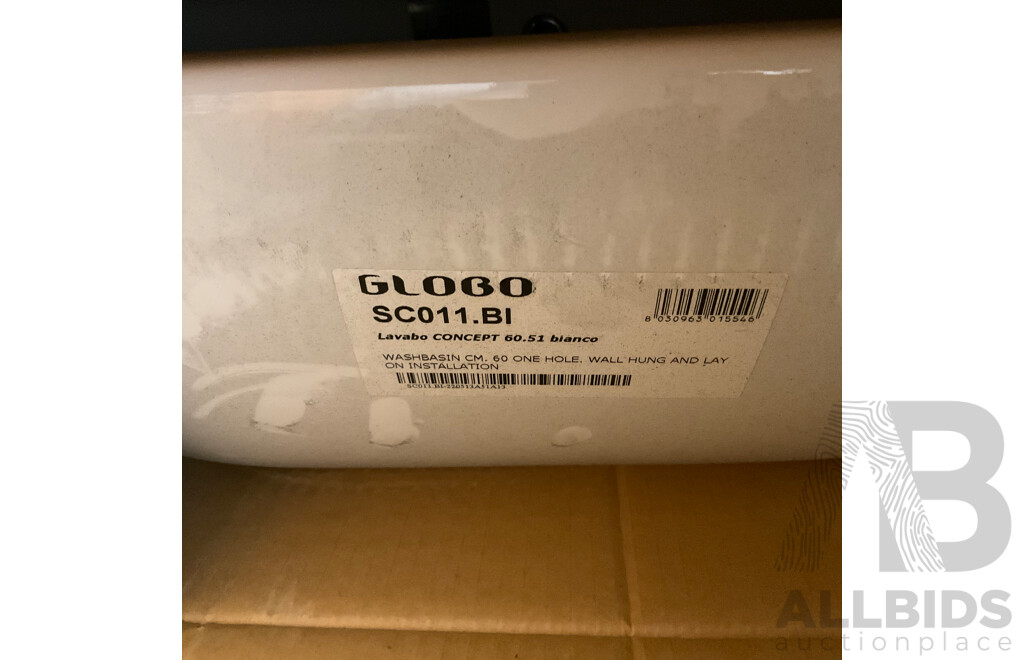 GLOBO
SC011.BI
8 030963 015546
Lavabo CONCEPT 60.51 bianco
WASHBASIN CM. 60 ONE HOLE. WALL HUNG AND LAY
ON INSTALLATION
AB
ALLBIDS
auctionplace